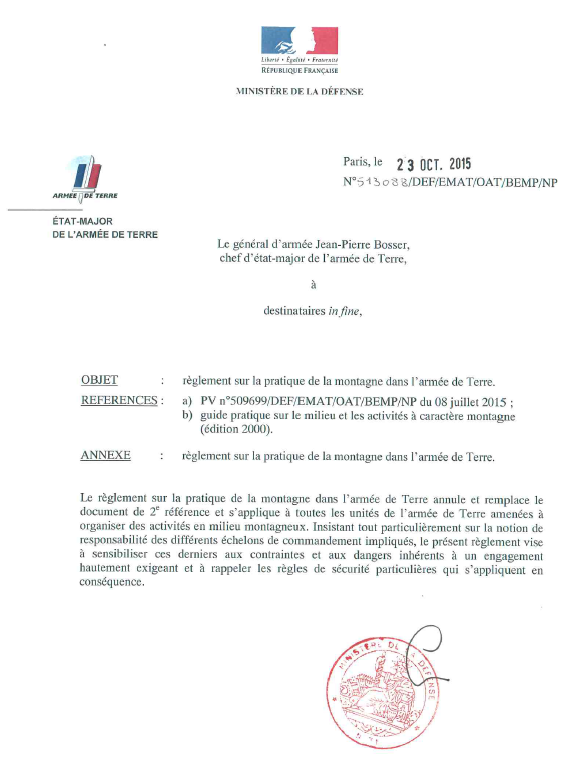 Liberté • Égalité • Fraternité
RÉPUBLIQUE FRANÇAISE
MINISTÈRE DE LA DÉFENSE
Paris, le 23 OCT. 2015
N°513088/DEF/EMAT/OAT/BEMP/NP
ARMÉE DE TERRE
ÉTAT-MAJOR
DE L'ARMÉE DE TERRE
Le général d'armée Jean-Pierre Bosser,
chef d'état-major de l'armée de Terre,
à
destinataires in fine,
OBJET : règlement sur la pratique de la montagne dans l'armée de Terre.
REFERENCES : a) PV n°509699/DEF/EMAT/OAT/BEMP/NP du 08 juillet 2015 ;
b) guide pratique sur le milieu et les activités à caractère montagne
(édition 2000).
ANNEXE : règlement sur la pratique de la montagne dans l'armée de Terre.
Le règlement sur la pratique de la montagne dans l'armée de Terre annule et remplace le
document de 2e référence et s'applique à toutes les unités de l'armée de Terre amenées à
organiser des activités en milieu montagneux. Insistant tout particulièrement sur la notion de
responsabilité des différents échelons de commandement impliqués, le présent règlement vise
à sensibiliser ces derniers aux contraintes et aux dangers inhérents à un engagement
hautement exigeant et à rappeler les règles de sécurité particulières qui s'appliquent en
conséquence.
MINISTERE DE LA DEFENSE